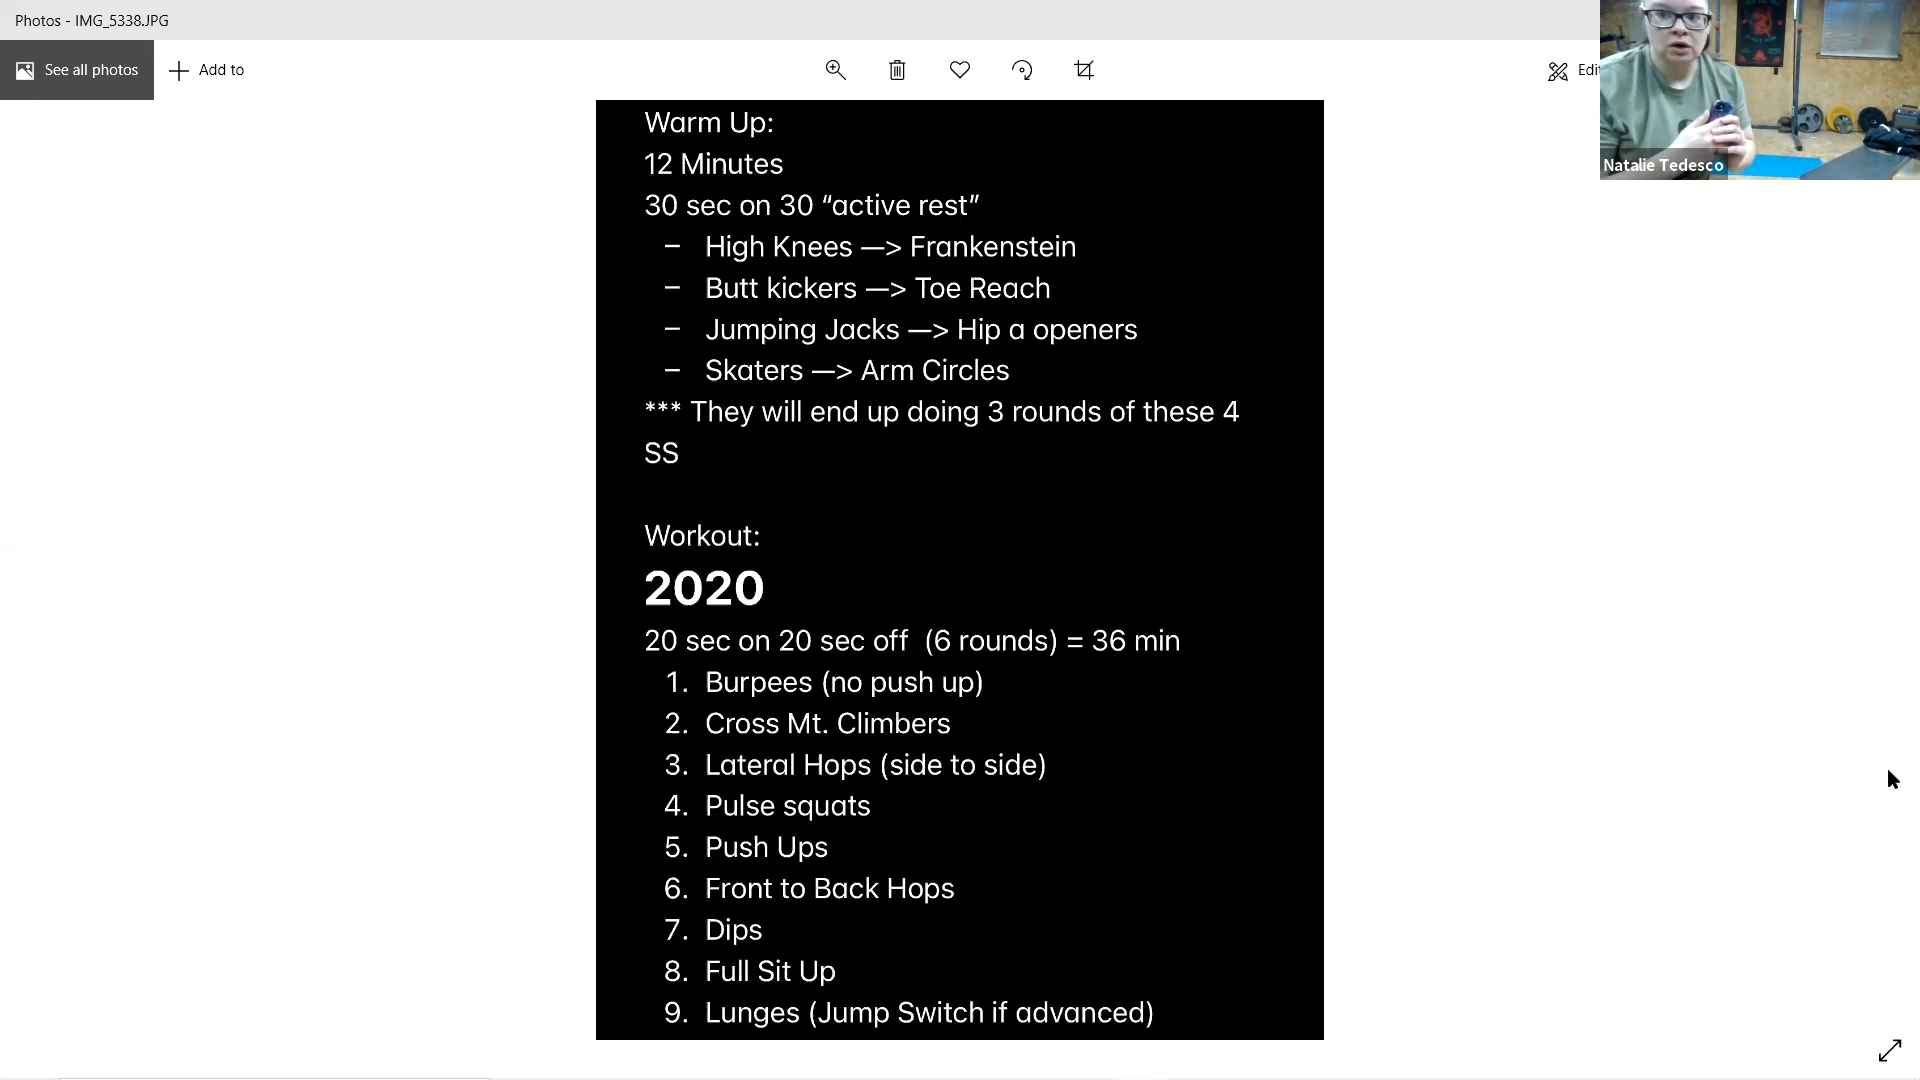 Photos - IMG_5338.JPG
See all photos
Add to
Edit
Natalie Tedesco
Warm Up:
12 Minutes
30 sec on 30 “active rest”
– High Knees —> Frankenstein
– Butt kickers —> Toe Reach
– Jumping Jacks —> Hip a openers
– Skaters —> Arm Circles
*** They will end up doing 3 rounds of these 4
SS
Workout:
2020
20 sec on 20 sec off (6 rounds) = 36 min
1. Burpees (no push up)
2. Cross Mt. Climbers
3. Lateral Hops (side to side)
4. Pulse squats
5. Push Ups
6. Front to Back Hops
7. Dips
8. Full Sit Up
9. Lunges (Jump Switch if advanced)